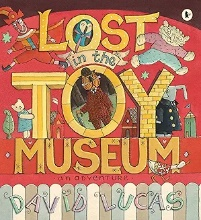 LOST
in the
TOY
MUSEUM
AN ADVENTURE
DAVID LUCAS